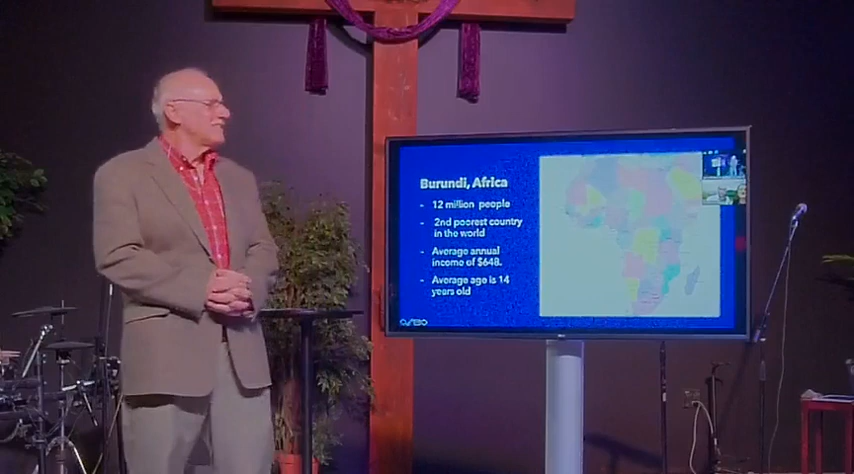 Burundi, Africa
- 12 million people
- 2nd poorest country
in the world
- Average annual
income of $648.
- Average age is 14
years old